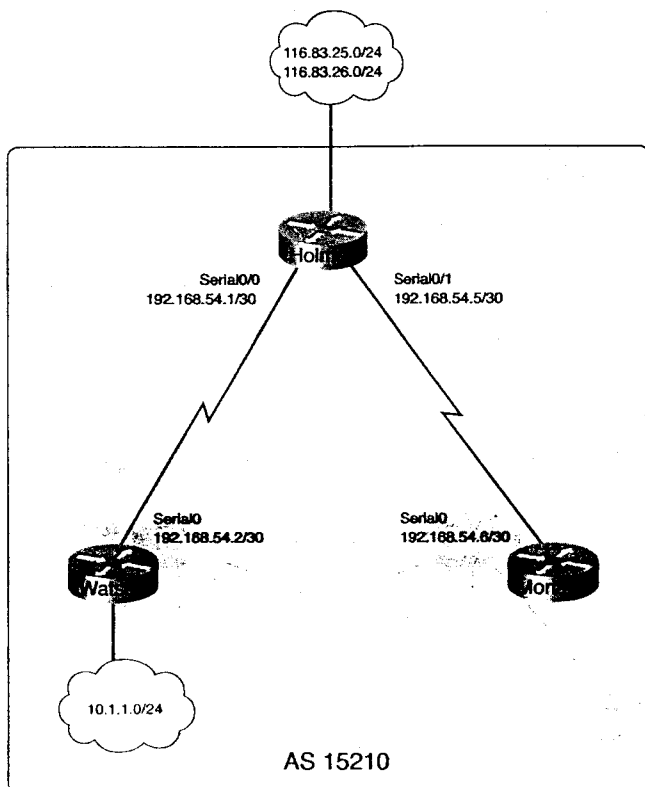 116.83.25.0/24
116.83.26.0/24
Serial0/0
192.168.54.1/30
Serial0/1
192.168.54.5/30
Serial0
192.168.54.2/30
Serial0
192.168.54.6/30
10.1.1.0/24
AS 15210